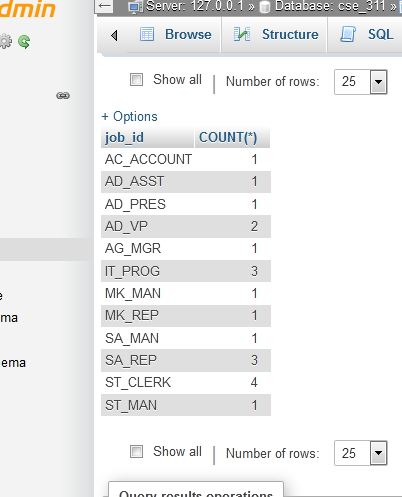 dmin
Server: 127.0.0.1 » Database: cse_311 »
Browse Structure SQL
Show all Number of rows: 25
+ Options
job_id COUNT(*)
AC_ACCOUNT 1
AD_ASST 1
AD_PRES 1
AD_VP 2
AG_MGR 1
IT_PROG 3
MK_MAN 1
MK_REP 1
SA_MAN 1
SA_REP 3
ST_CLERK 4
ST_MAN 1
e
ma
ema
Show all Number of rows: 25
Query results operations